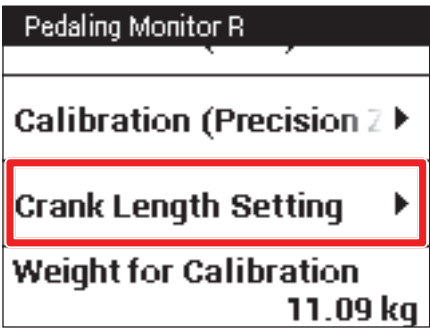 Pedaling Monitor R
Calibration (Precision Z
Crank Length Setting
Weight for Calibration
11.09 kg